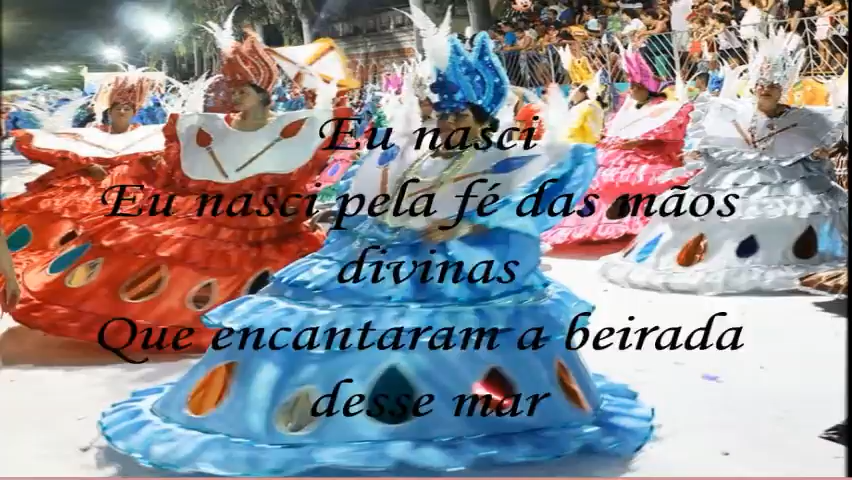 Eu nasci
Eu nasci pela fé das mãos
divinas
Que encantaram a beirada
desse mar